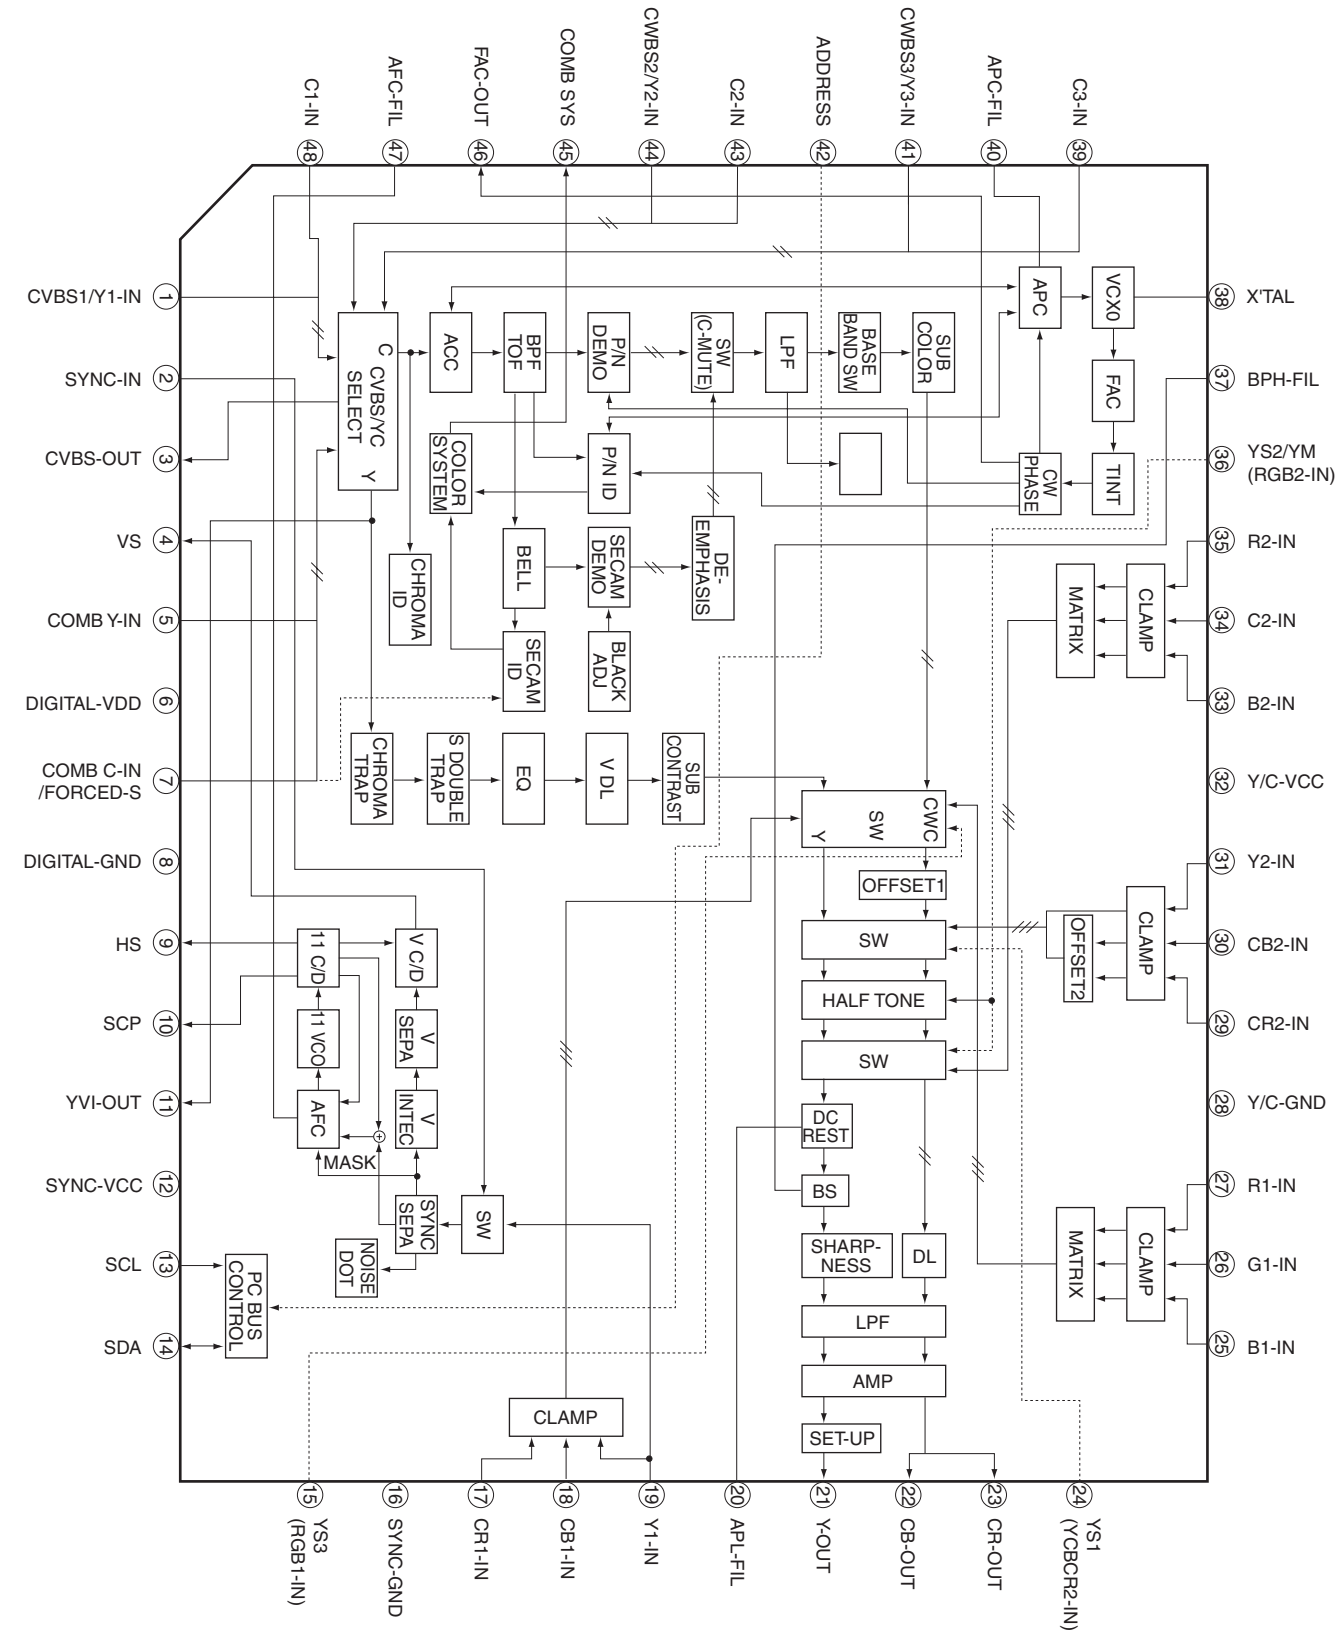 C1-IN
AFC-FIL
FAC-OUT
COMB SYS
CWBS2/Y2-IN
C2-IN
ADDRESS
CWBS3/Y3-IN
APC-FIL
C3-IN
48
47
46
45
44
43
42
41
40
39
CVBS1/Y1-IN
1
SYNC-IN
2
CVBS-OUT
3
VS
4
COMB Y-IN
5
DIGITAL-VDD
6
COMB C-IN
/FORCED-S
7
DIGITAL-GND
8
HS
9
SCP
10
YVI-OUT
11
SYNC-VCC
12
SCL
13
SDA
14
C CVBS/YC Y
SELECT
ACC
BPF
TOF
P/N
DEMO
SW
(C-MUTE)
LPF
BASE
BAND SW
SUB
COLOR
APC
VCX0
FAC
TINT
CW
PHASE
COLOR
SYSTEM
P/N ID
CHROMA
ID
BELL
SECAM
DEMO
DE-
EMPHASIS
SECAM
ID
BLACK
ADJ
CHROMA
TRAP
S DOUBLE
TRAP
EQ
V DL
SUB
CONTRAST
CWC
SW
Y
OFFSET1
SW
HALF TONE
SW
DC
REST
BS
SHARP-
NESS
DL
LPF
AMP
SET-UP
11 C/D
V C/D
11 VCO
V
SEPA
AFC
V
INTEC
+
MASK
SYNC
SEPA
SW
NOISE
DOT
PC BUS
CONTROL
CLAMP
MATRIX
CLAMP
OFFSET2
CLAMP
MATRIX
CLAMP
38
X'TAL
37
BPH-FIL
36
YS2/YM
(RGB2-IN)
35
R2-IN
34
C2-IN
33
B2-IN
32
Y/C-VCC
31
Y2-IN
30
CB2-IN
29
CR2-IN
28
Y/C-GND
27
R1-IN
26
G1-IN
25
B1-IN
15
16
17
18
19
20
21
22
23
24
YS3
(RGB1-IN)
SYNC-GND
CR1-IN
CB1-IN
Y1-IN
APL-FIL
Y-OUT
CB-OUT
CR-OUT
YS1
(YCBCR2-IN)